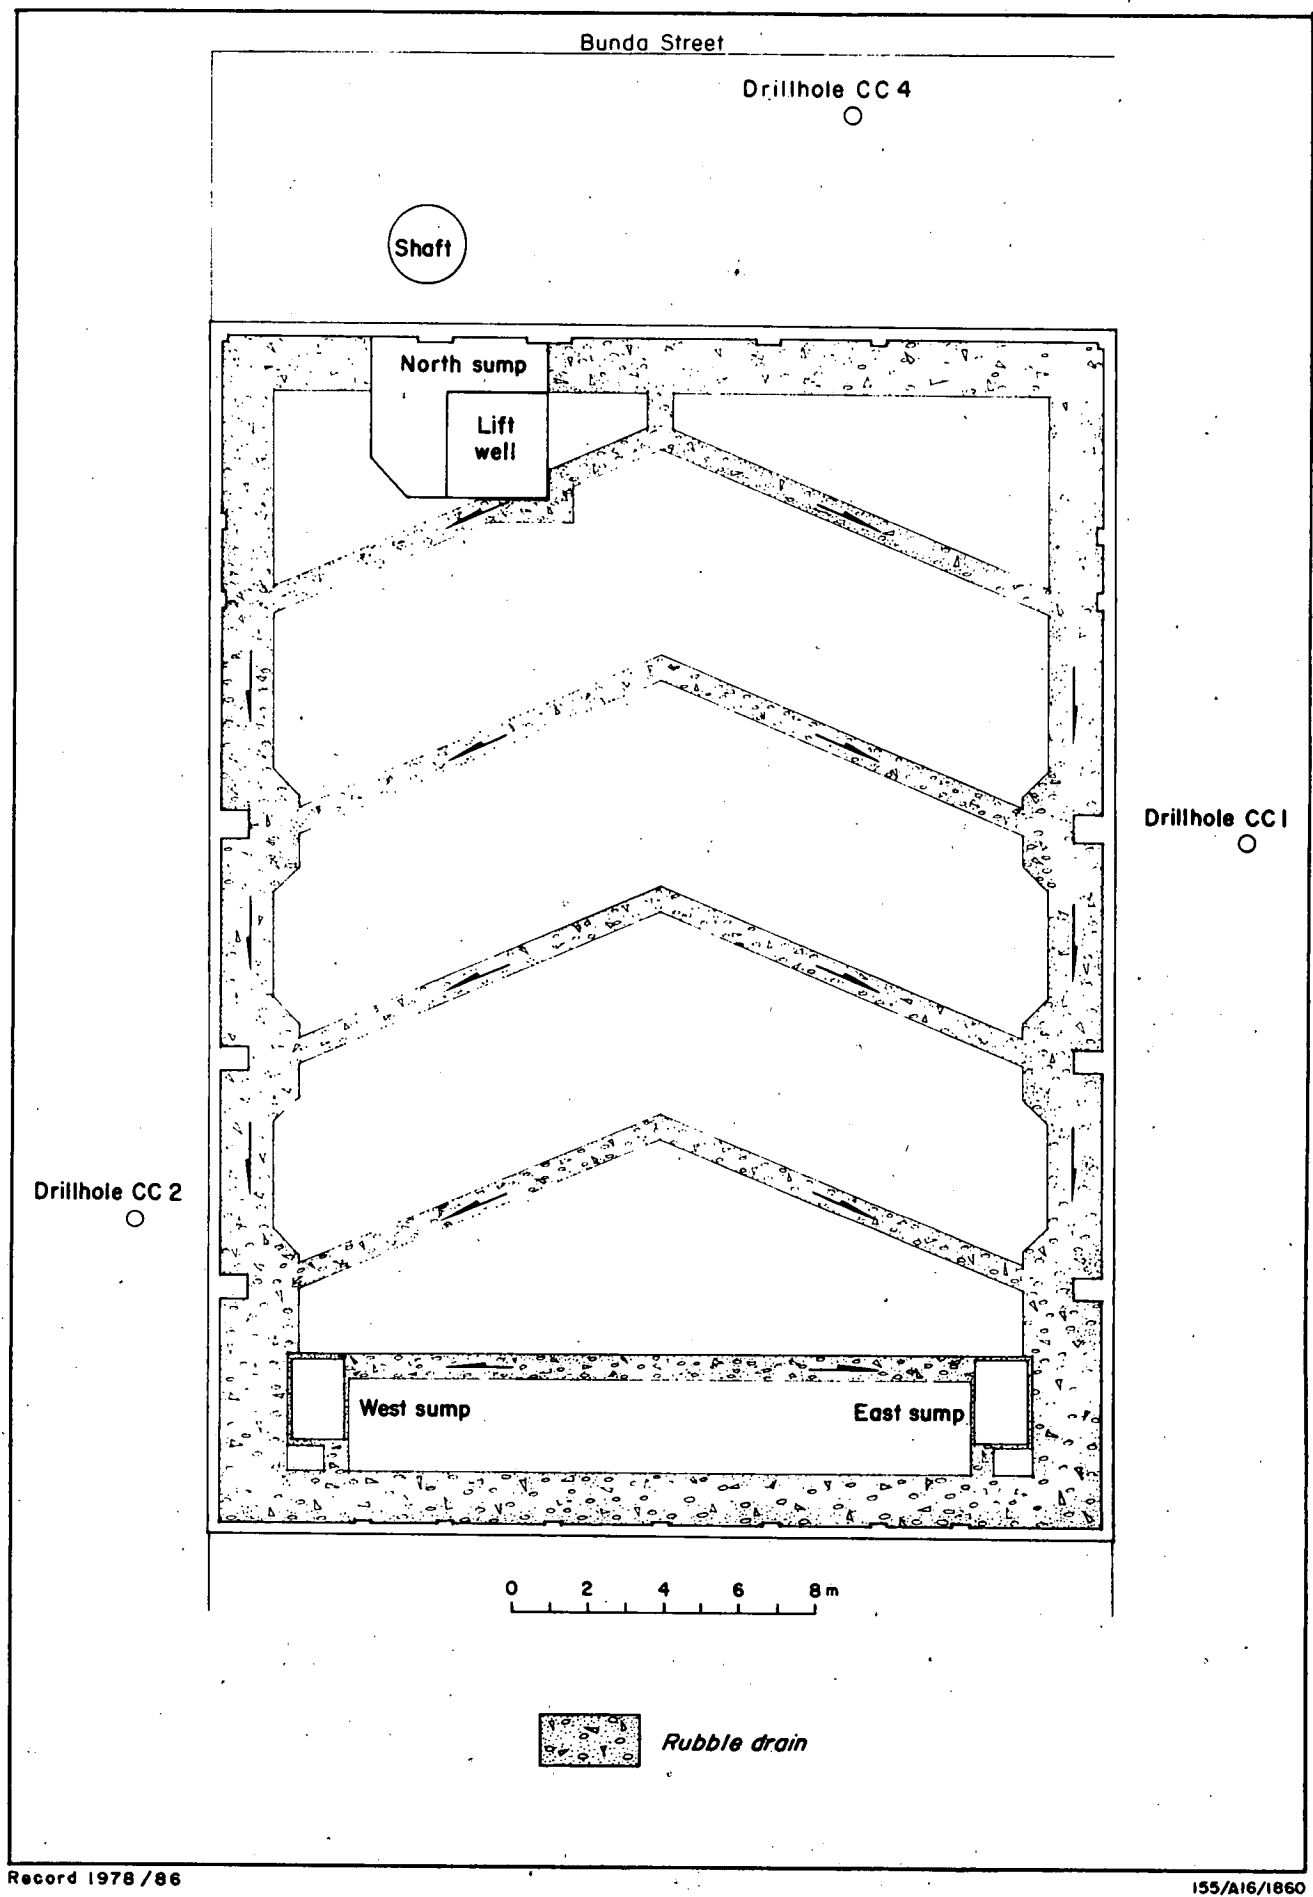 Bunda Street
Drillhole CC 4
Shaft
North sump
Lift
well
Drillhole CC 1
Drillhole CC 2
West sump
East sump
0 2 4 6 8 m
Rubble drain
Record 1978/86
155/A16/1860